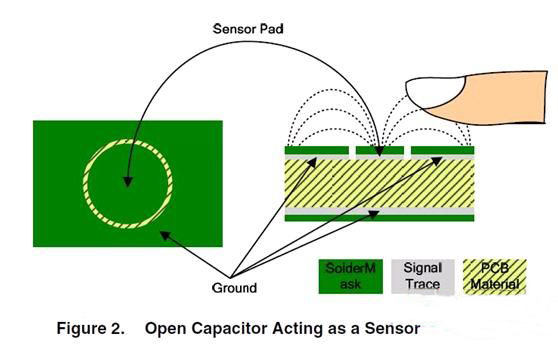 Sensor Pad
Ground
SolderM
ask
Signal
Trace
PCB
Material
Figure 2. Open Capacitor Acting as a Sensor